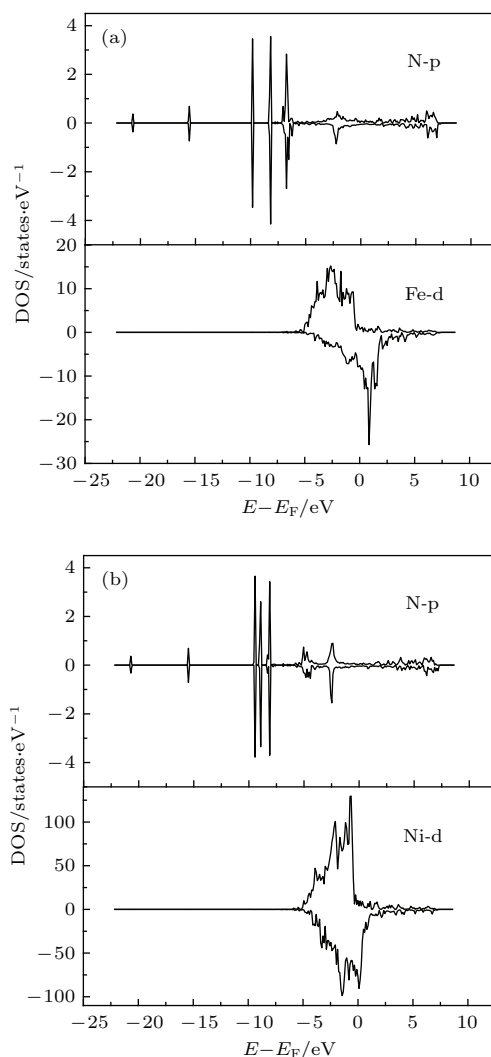 (a)
N-p
4
2
0
−2
−4
DOS/states·eV⁻¹
20
Fe-d
10
0
−10
−20
−30
−25 −20 −15 −10 −5 0 5 10
E−E_F/eV
(b)
N-p
4
2
0
−2
−4
DOS/states·eV⁻¹
Ni-d
100
50
0
−50
−100
−25 −20 −15 −10 −5 0 5 10
E−E_F/eV